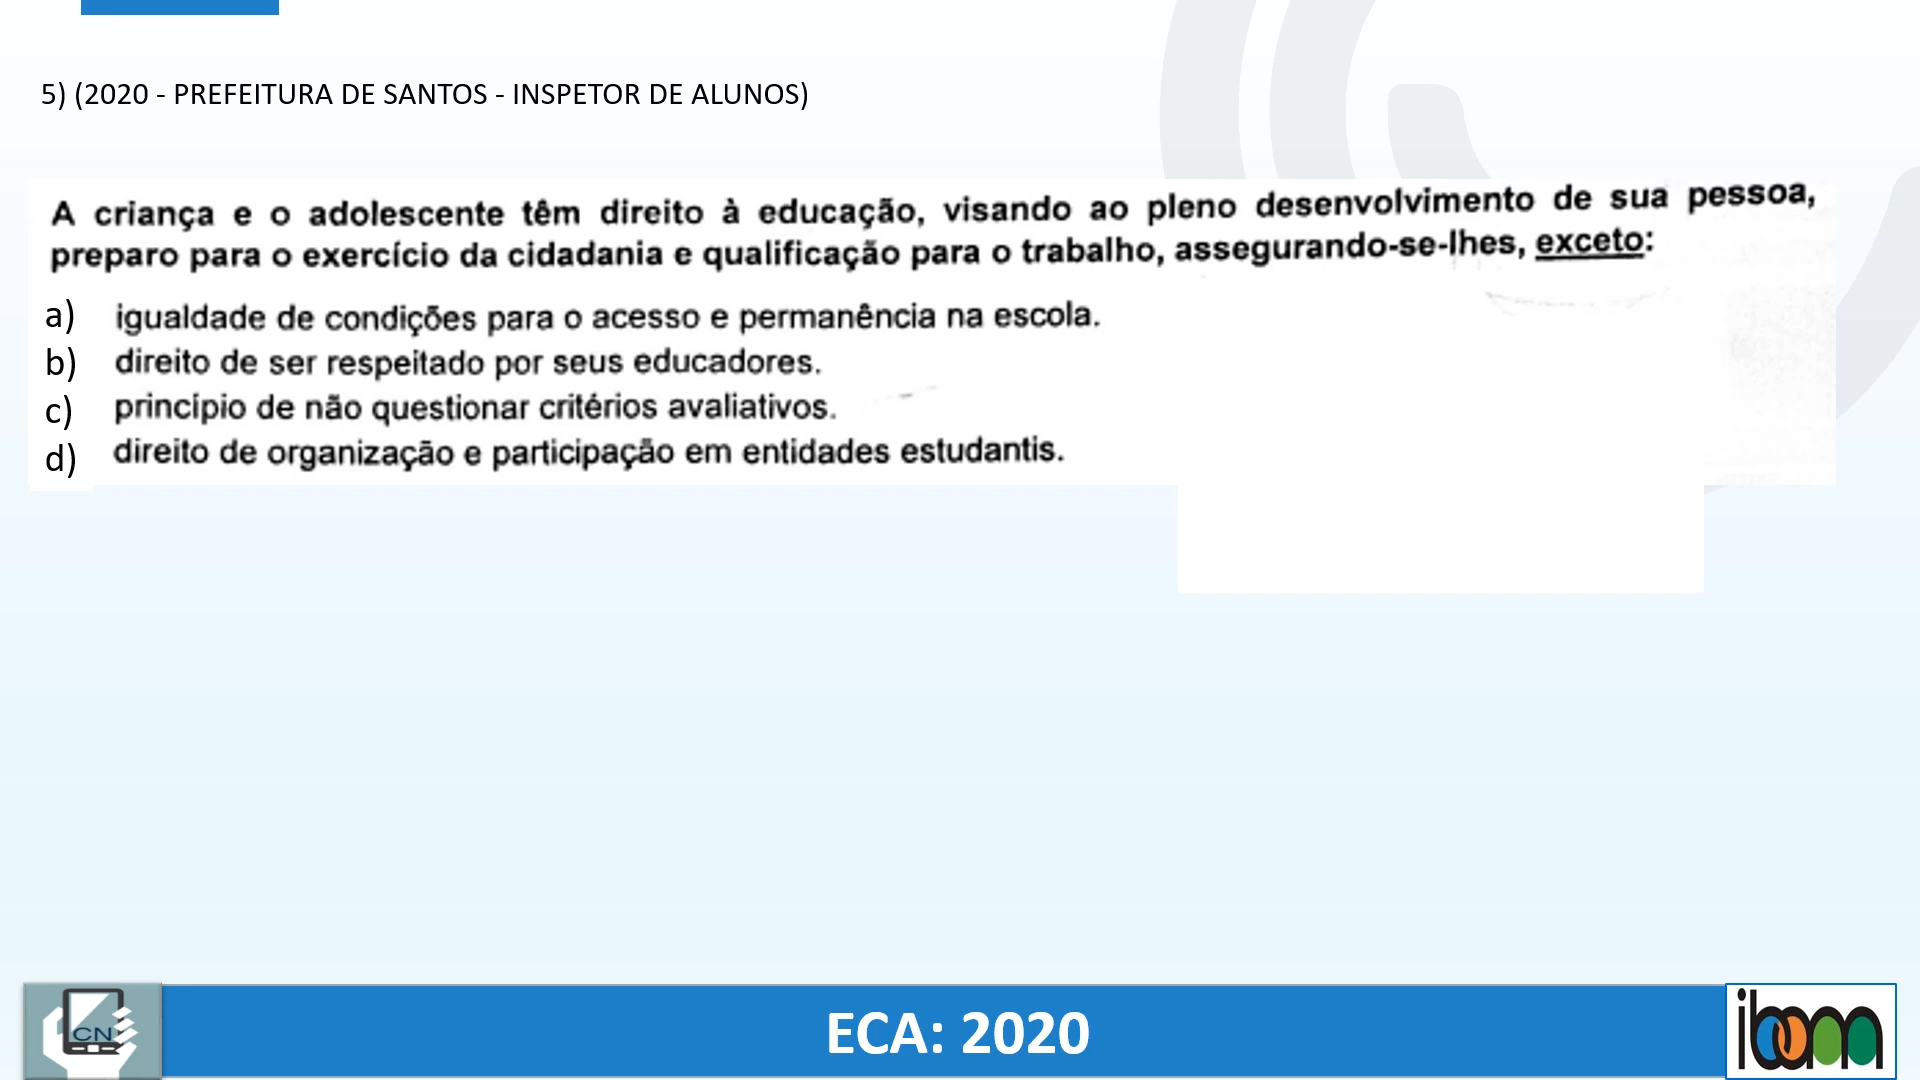 5) (2020 - PREFEITURA DE SANTOS - INSPETOR DE ALUNOS)
A criança e o adolescente têm direito à educação, visando ao pleno desenvolvimento de sua pessoa,
preparo para o exercício da cidadania e qualificação para o trabalho, assegurando-se-lhes, exceto:
a) igualdade de condições para o acesso e permanência na escola.
b) direito de ser respeitado por seus educadores.
c) princípio de não questionar critérios avaliativos.
d) direito de organização e participação em entidades estudantis.
CN
ECA: 2020
ibam